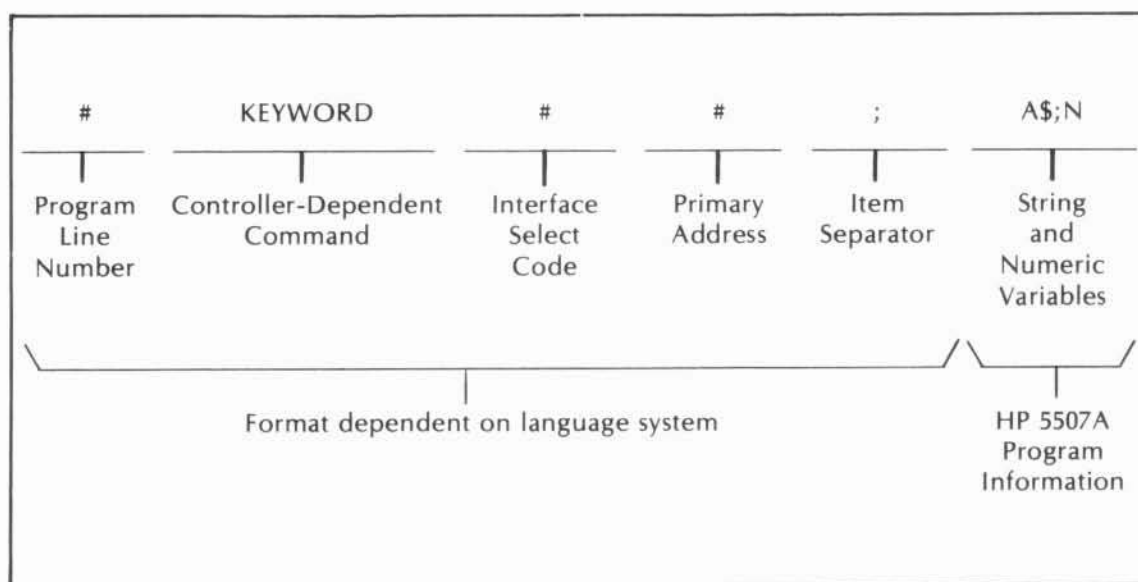 # KEYWORD # # ; A$;N
Program Controller-Dependent Interface Primary Item String
Line Command Select Address Separator and
Number Code Numeric
Variables
Format dependent on language system HP 5507A
Program
Information